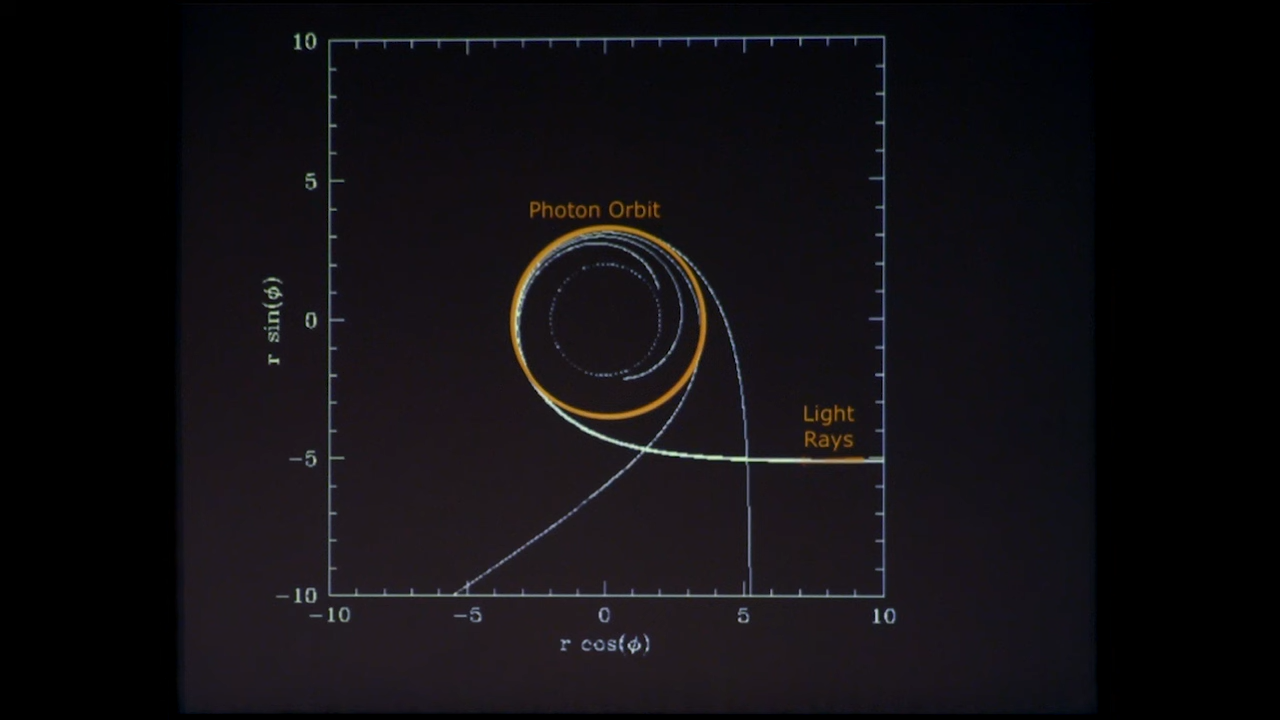 10
5
0
−5
−10
r sin(ϕ)
Photon Orbit
Light
Rays
−10
−5
0
5
10
r cos(ϕ)